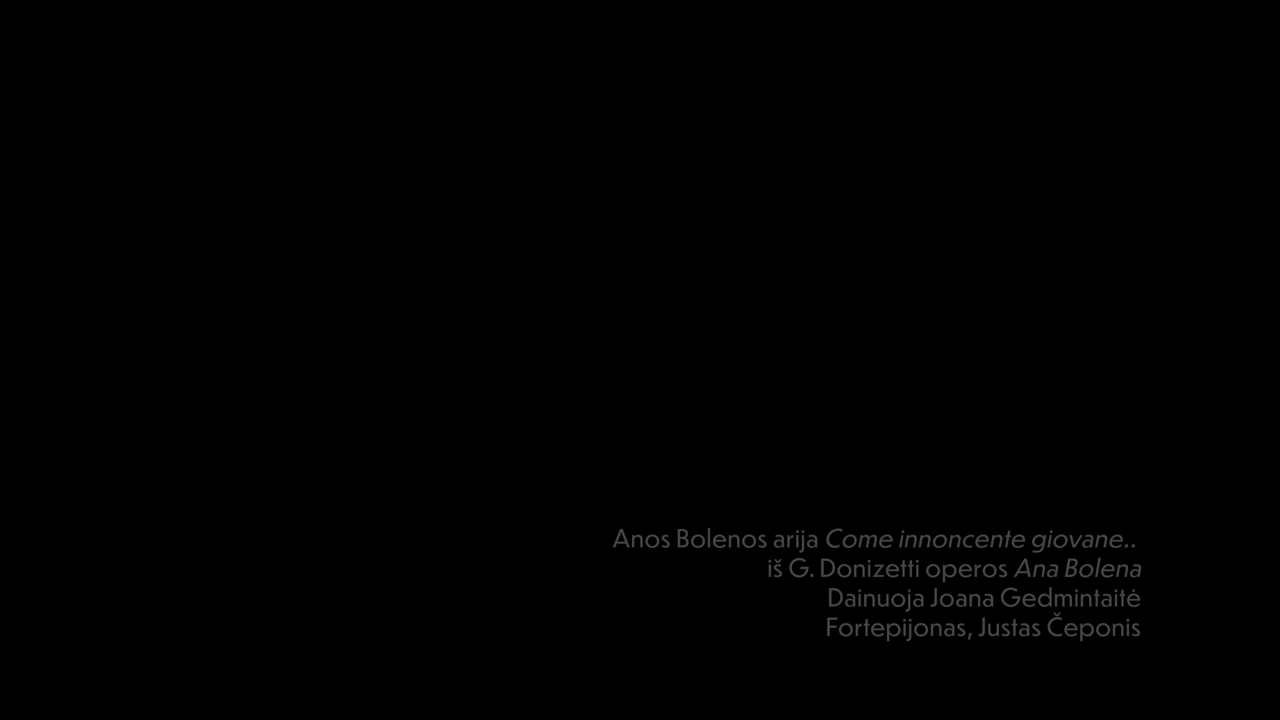 Anos Bolenos arija Come innoncente giovane..
iš G. Donizetti operos Ana Bolena
Dainuoja Joana Gedmintaitė
Fortepijonas, Justas Čeponis